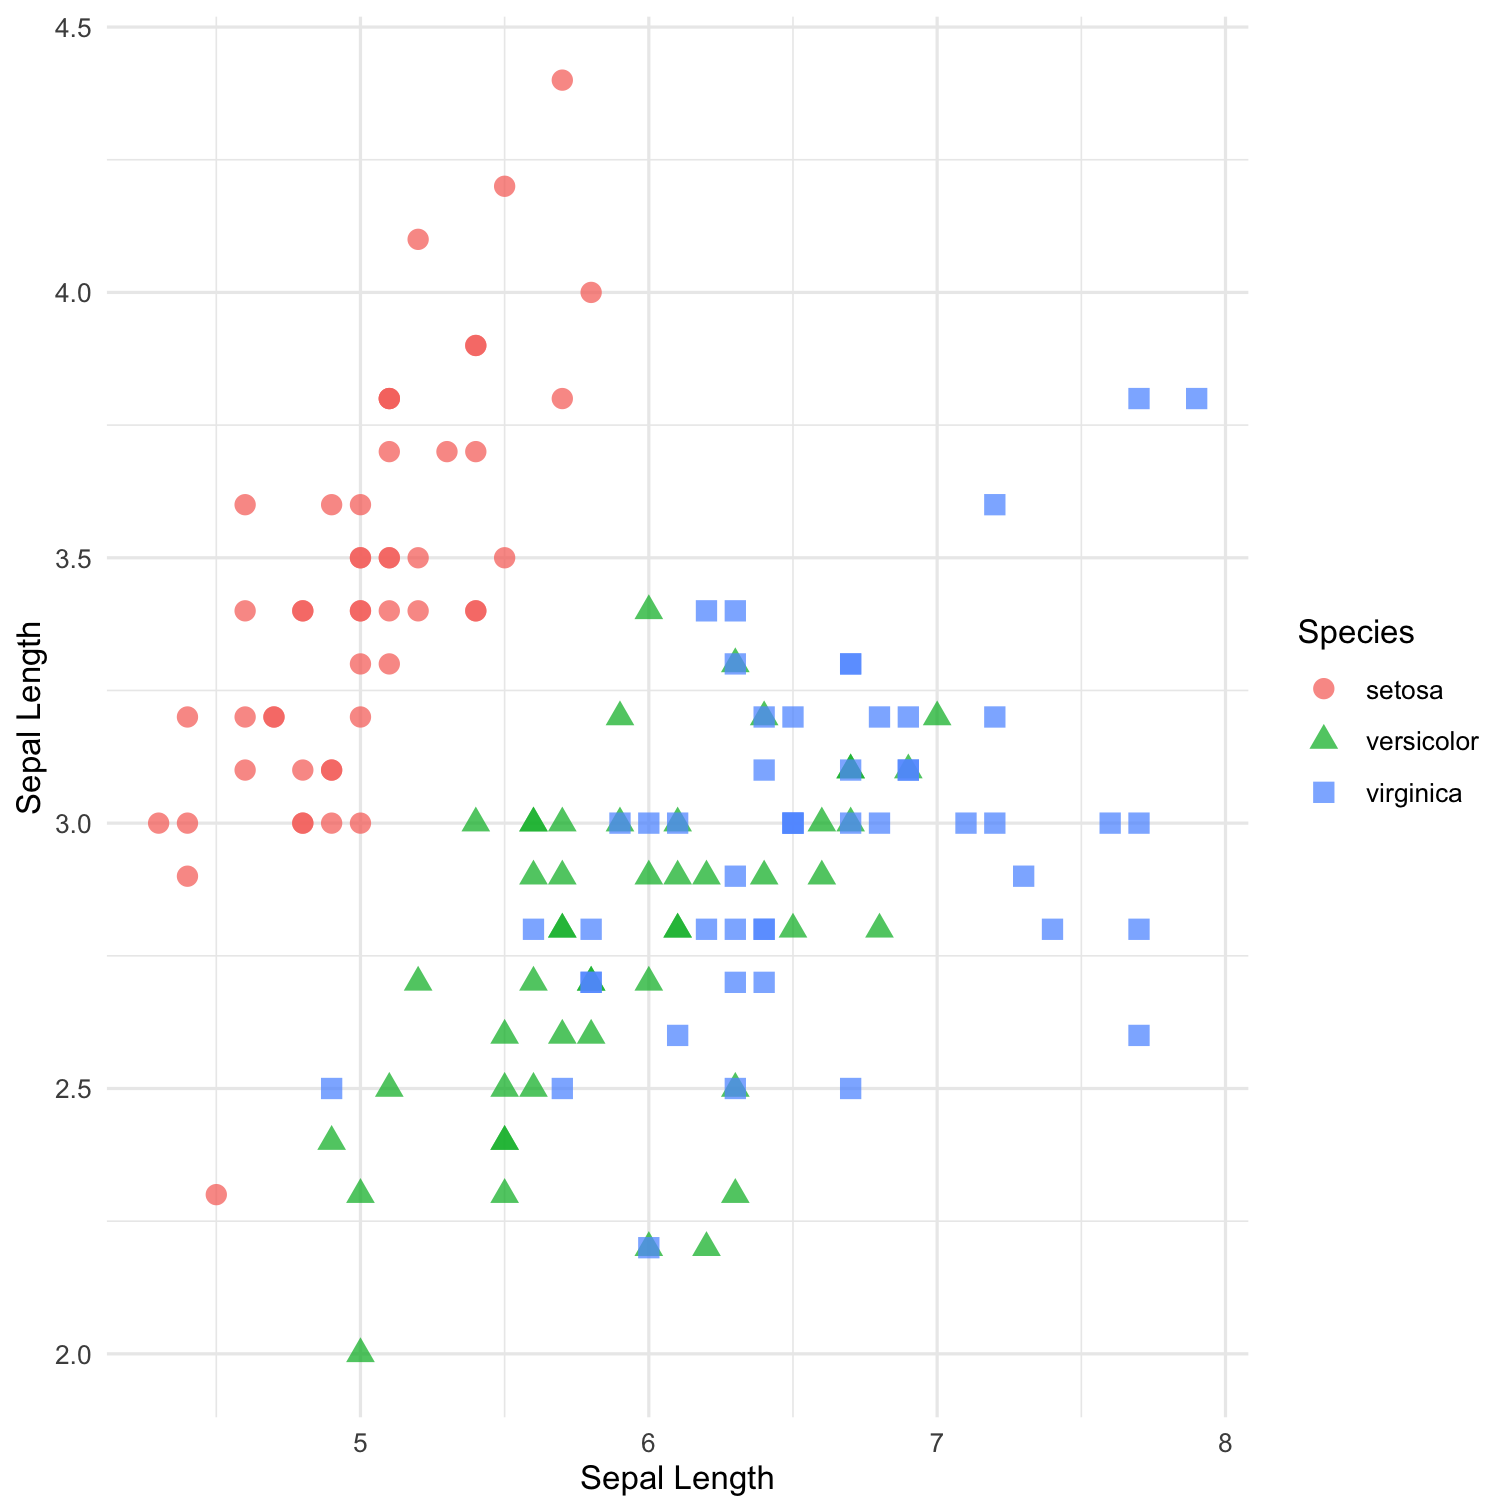 4.5
4.0
3.5
3.0
2.5
2.0
Sepal Length
5 6 7 8
Sepal Length
Species
setosa
versicolor
virginica